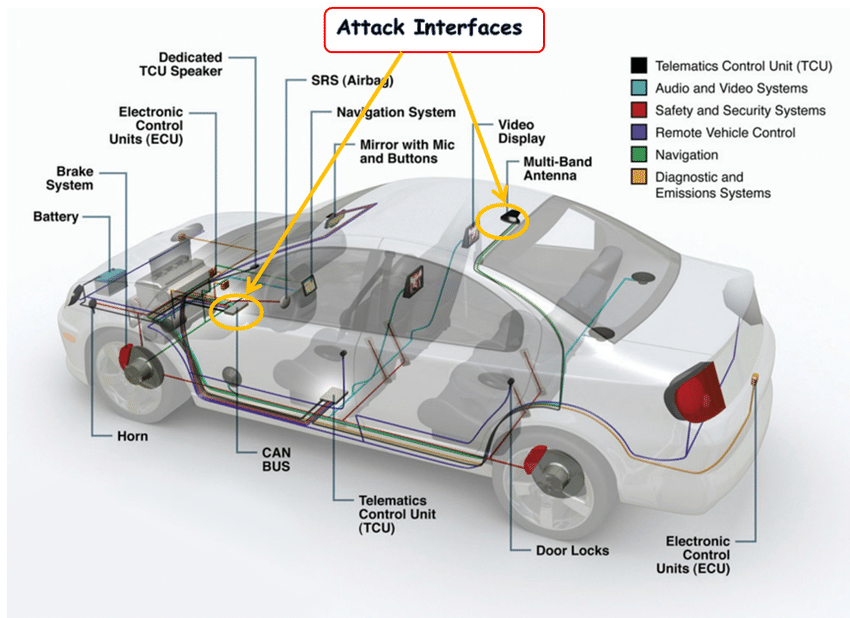 Attack Interfaces
Dedicated
TCU Speaker
SRS (Airbag)
Electronic
Control
Units (ECU)
Navigation System
Mirror with Mic
and Buttons
Video
Display
Multi-Band
Antenna
Brake
System
Battery
Telematics Control Unit (TCU)
Audio and Video Systems
Safety and Security Systems
Remote Vehicle Control
Navigation
Diagnostic and
Emissions Systems
Horn
CAN
BUS
Telematics
Control Unit
(TCU)
Door Locks
Electronic
Control
Units (ECU)